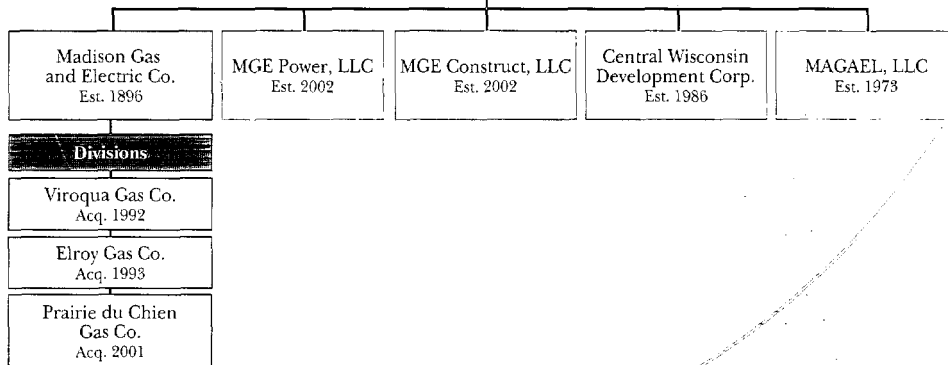 Madison Gas
and Electric Co.
Est. 1896
MGE Power, LLC
Est. 2002
MGE Construct, LLC
Est. 2002
Central Wisconsin
Development Corp.
Est. 1986
MAGAEL, LLC
Est. 1973
Divisions
Viroqua Gas Co.
Acq. 1992
Elroy Gas Co.
Acq. 1993
Prairie du Chien
Gas Co.
Acq. 2001